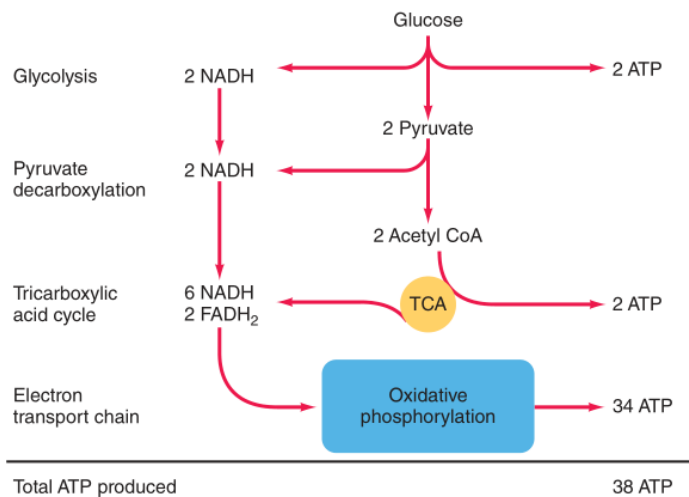 Glucose
Glycolysis 2 NADH 2 ATP
2 Pyruvate
Pyruvate
decarboxylation
2 NADH
2 Acetyl CoA
Tricarboxylic
acid cycle
6 NADH
2 FADH₂
TCA
2 ATP
Electron
transport chain
Oxidative
phosphorylation
34 ATP
Total ATP produced 38 ATP